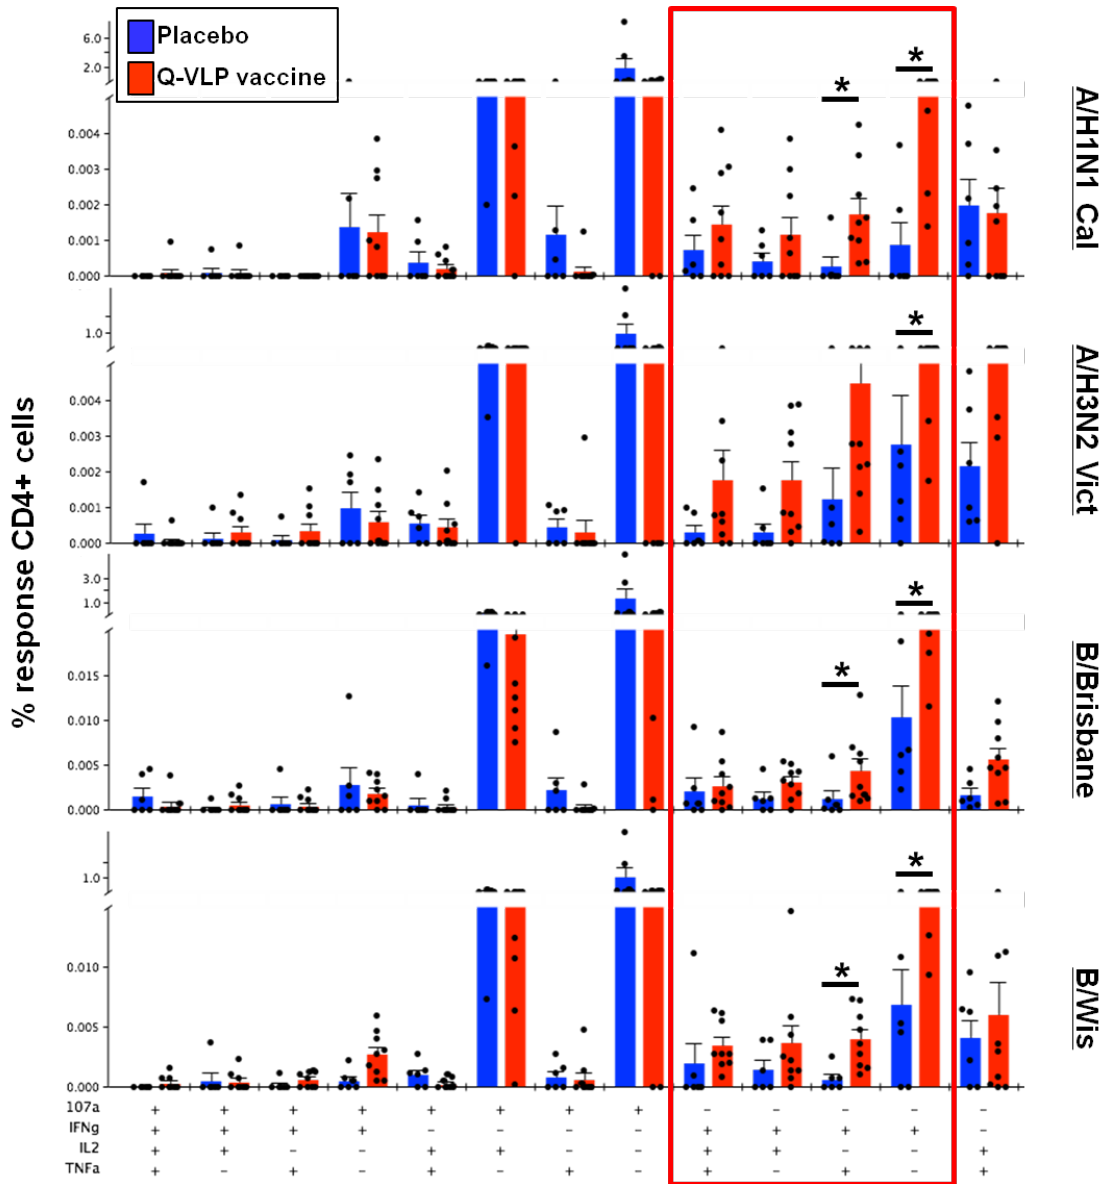 Placebo
Q-VLP vaccine
% response CD4+ cells
6.0
2.0
0.004
0.003
0.002
0.001
0.000
*
*
A/H1N1 Cal
1.0
0.004
0.003
0.002
0.001
0.000
*
A/H3N2 Vict
3.0
1.0
0.015
0.010
0.005
0.000
*
*
B/Brisbane
1.0
0.010
0.005
0.000
*
*
B/Wis
107a + + + + + + + + − − − − −
IFNg + + + + − − − − + + + + −
IL2 + + − − + + − − + + − − +
TNFa + − + − + − + − + − + − +